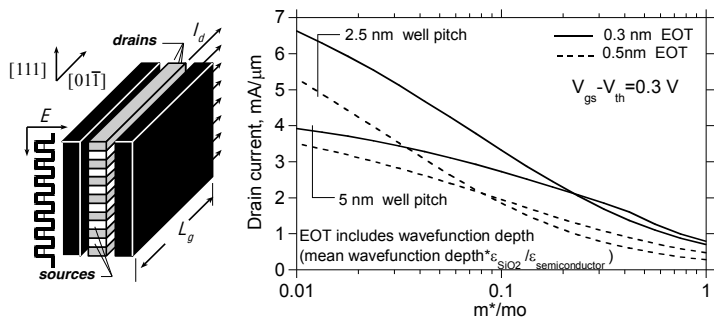 drains
I_d
[111]
[011̅]
E
L_g
sources
Drain current, mA/μm
7
6
5
4
3
2
1
0
2.5 nm well pitch
0.3 nm EOT
0.5nm EOT
V_gs-V_th=0.3 V
5 nm well pitch
EOT includes wavefunction depth
(mean wavefunction depth*ε_SiO2/ε_semiconductor)
0.01
0.1
1
m*/mo